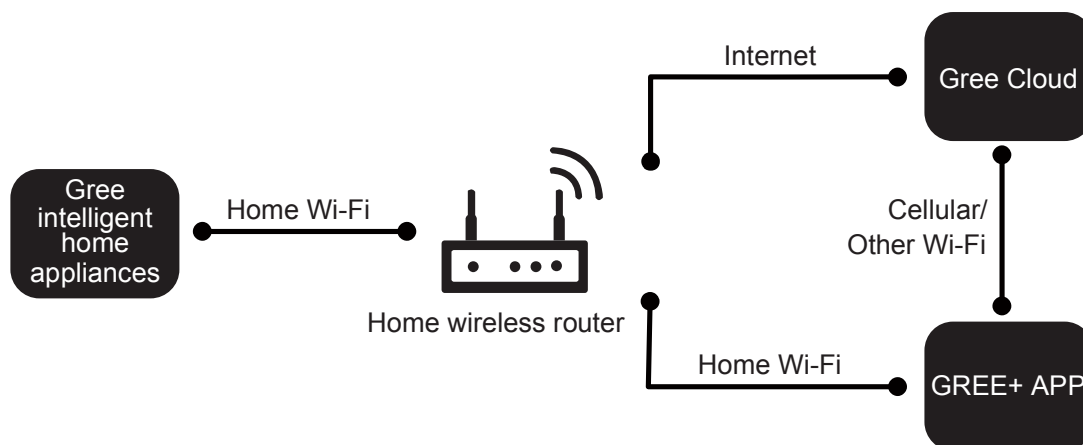 Internet
Gree Cloud
Gree
intelligent
home
appliances
Home Wi-Fi
Cellular/
Other Wi-Fi
Home wireless router
Home Wi-Fi
GREE+ APP